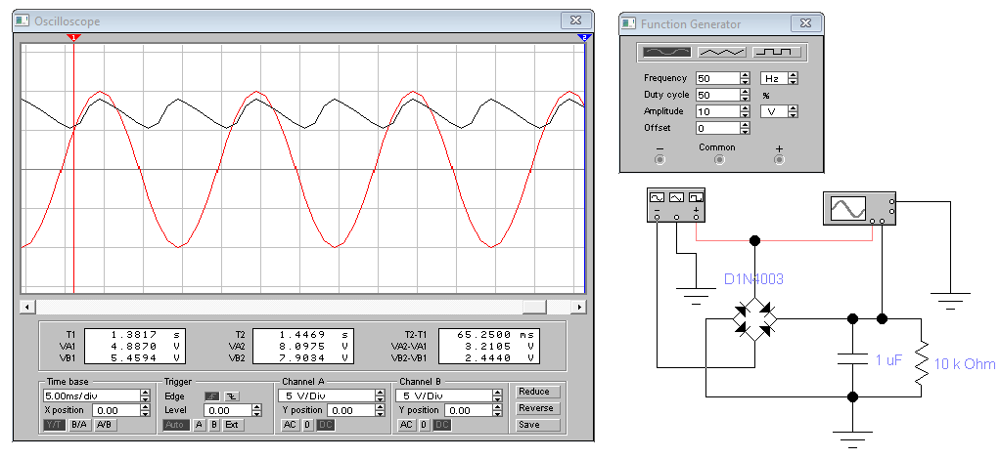 Oscilloscope
1
2
T1 1.3817 s T2 1.4469 s T2-T1 65.2500 ms
VA1 4.8870 V VA2 8.0975 V VA2-VA1 3.2105 V
VB1 5.4594 V VB2 7.9034 V VB2-VB1 2.4440 V
Time base
5.00ms/div
X position 0.00
Y/T B/A A/B
Trigger
Edge
Level 0.00
Auto A B Ext
Channel A
5 V/Div
Y position 0.00
AC 0 DC
Channel B
5 V/Div
Y position 0.00
AC 0 DC
Reduce
Reverse
Save
Function Generator
Frequency 50 Hz
Duty cycle 50 %
Amplitude 10 V
Offset 0
− Common +
− +
D1N4003
1 uF
10 k Ohm